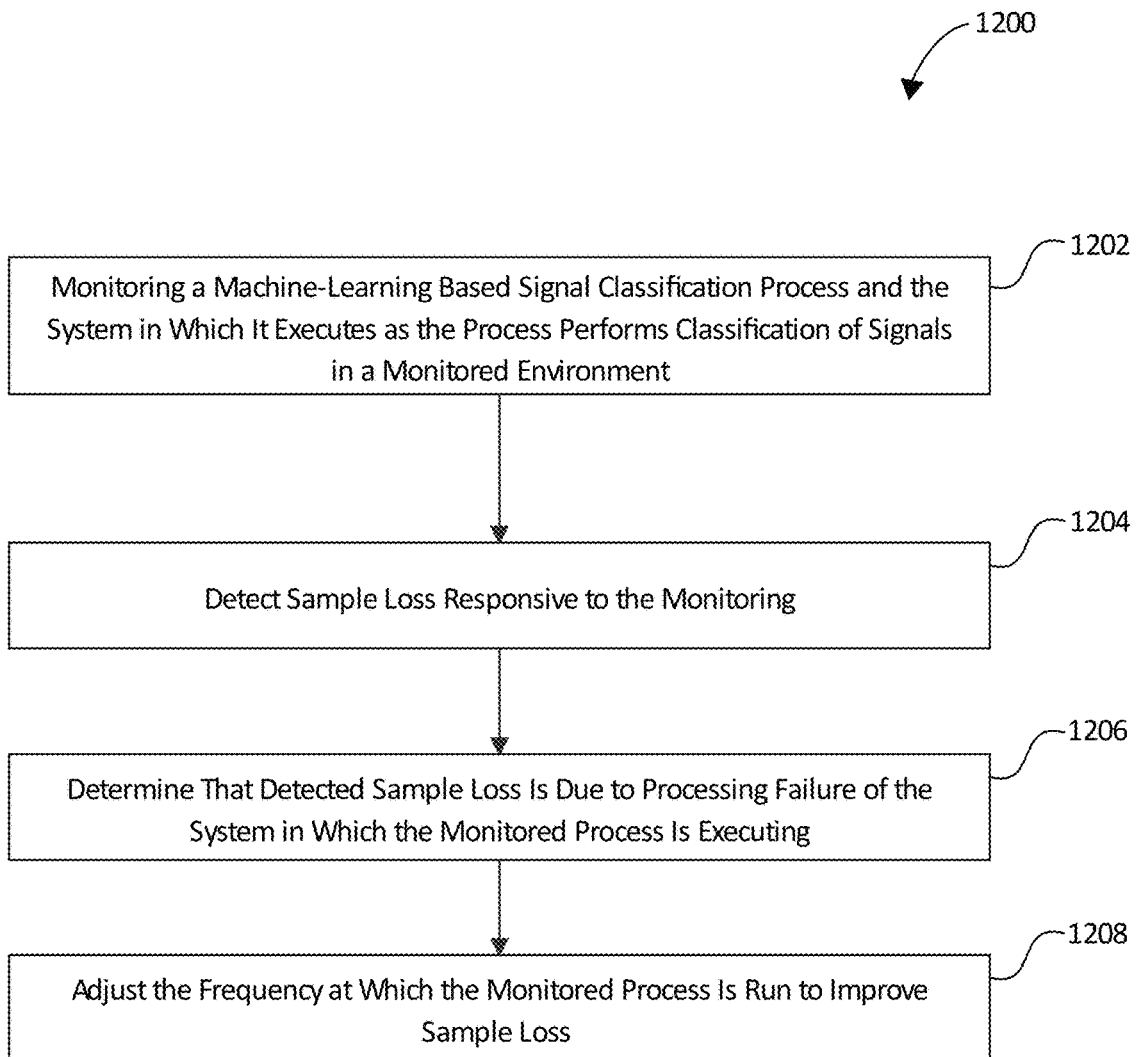 1200
1202
Monitoring a Machine-Learning Based Signal Classification Process and the
System in Which It Executes as the Process Performs Classification of Signals
in a Monitored Environment
1204
Detect Sample Loss Responsive to the Monitoring
1206
Determine That Detected Sample Loss Is Due to Processing Failure of the
System in Which the Monitored Process Is Executing
1208
Adjust the Frequency at Which the Monitored Process Is Run to Improve
Sample Loss